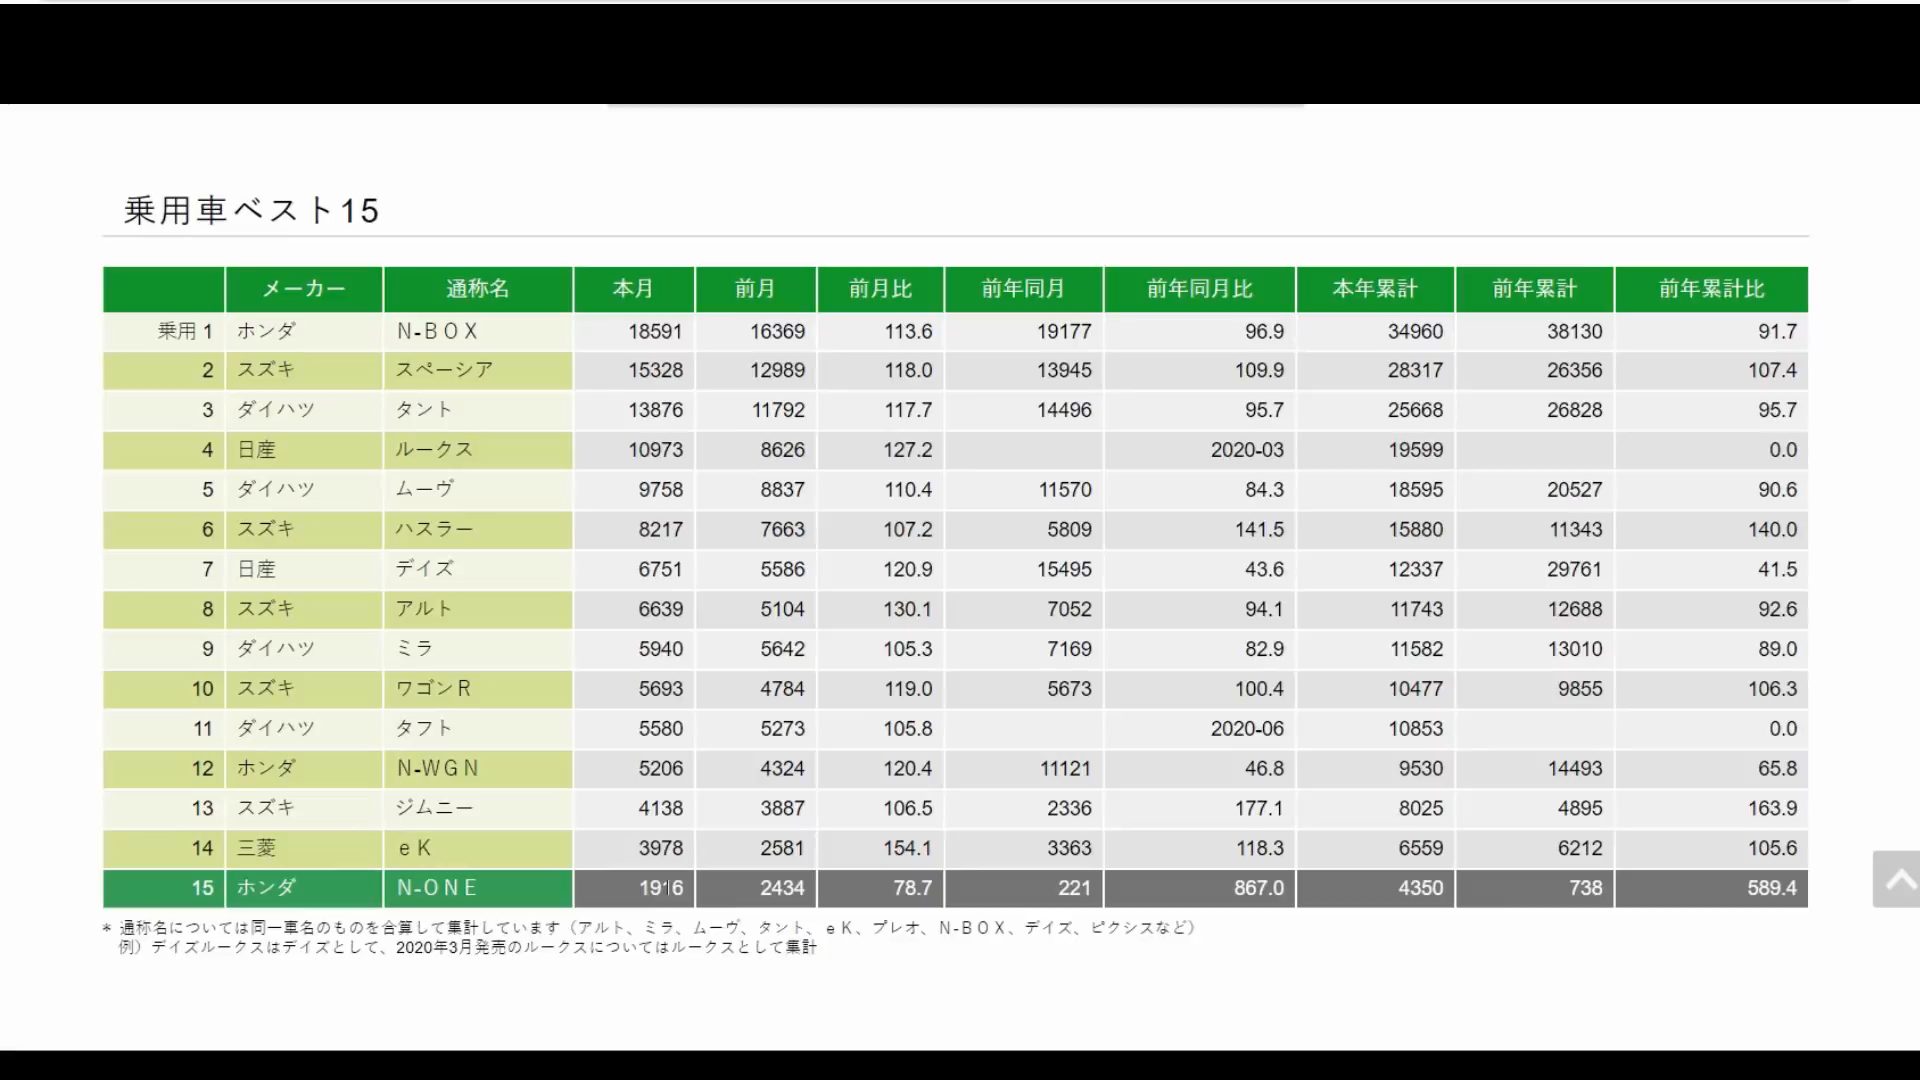 乗用車ベスト15
メーカー 通称名 本月 前月 前月比 前年同月 前年同月比 本年累計 前年累計 前年累計比
乗用 1 ホンダ N-BOX 18591 16369 113.6 19177 96.9 34960 38130 91.7
2 スズキ スペーシア 15328 12989 118.0 13945 109.9 28317 26356 107.4
3 ダイハツ タント 13876 11792 117.7 14496 95.7 25668 26828 95.7
4 日産 ルークス 10973 8626 127.2 2020-03 19599 0.0
5 ダイハツ ムーヴ 9758 8837 110.4 11570 84.3 18595 20527 90.6
6 スズキ ハスラー 8217 7663 107.2 5809 141.5 15880 11343 140.0
7 日産 デイズ 6751 5586 120.9 15495 43.6 12337 29761 41.5
8 スズキ アルト 6639 5104 130.1 7052 94.1 11743 12688 92.6
9 ダイハツ ミラ 5940 5642 105.3 7169 82.9 11582 13010 89.0
10 スズキ ワゴンR 5693 4784 119.0 5673 100.4 10477 9855 106.3
11 ダイハツ タフト 5580 5273 105.8 2020-06 10853 0.0
12 ホンダ N-WGN 5206 4324 120.4 11121 46.8 9530 14493 65.8
13 スズキ ジムニー 4138 3887 106.5 2336 177.1 8025 4895 163.9
14 三菱 eK 3978 2581 154.1 3363 118.3 6559 6212 105.6
15 ホンダ N-ONE 1916 2434 78.7 221 867.0 4350 738 589.4
* 通称名については同一車名のものを合算して集計しています（アルト、ミラ、ムーヴ、タント、eK、プレオ、N-BOX、デイズ、ピクシスなど）
例）デイズルークスはデイズとして、2020年3月発売のルークスについてはルークスとして集計